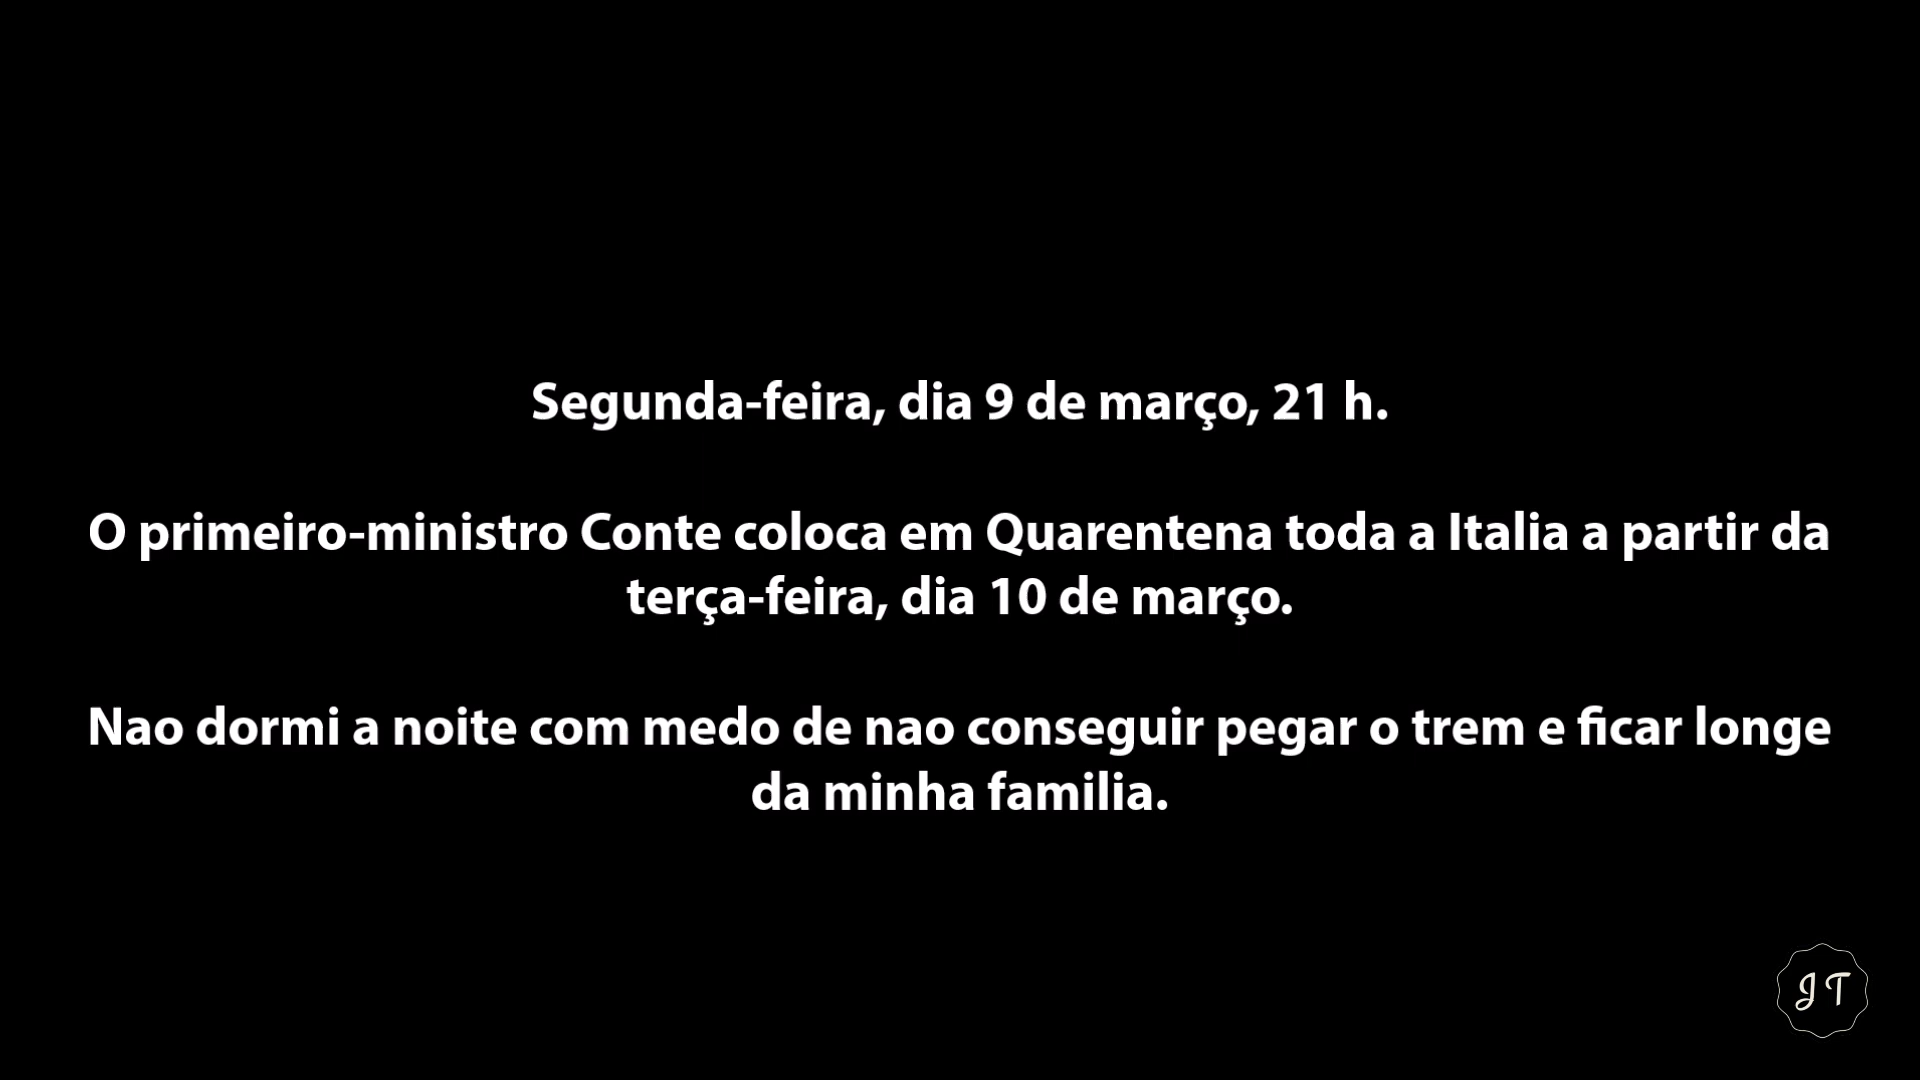 Segunda-feira, dia 9 de março, 21 h.
O primeiro-ministro Conte coloca em Quarentena toda a Italia a partir da
terça-feira, dia 10 de março.
Nao dormi a noite com medo de nao conseguir pegar o trem e ficar longe
da minha familia.
JT